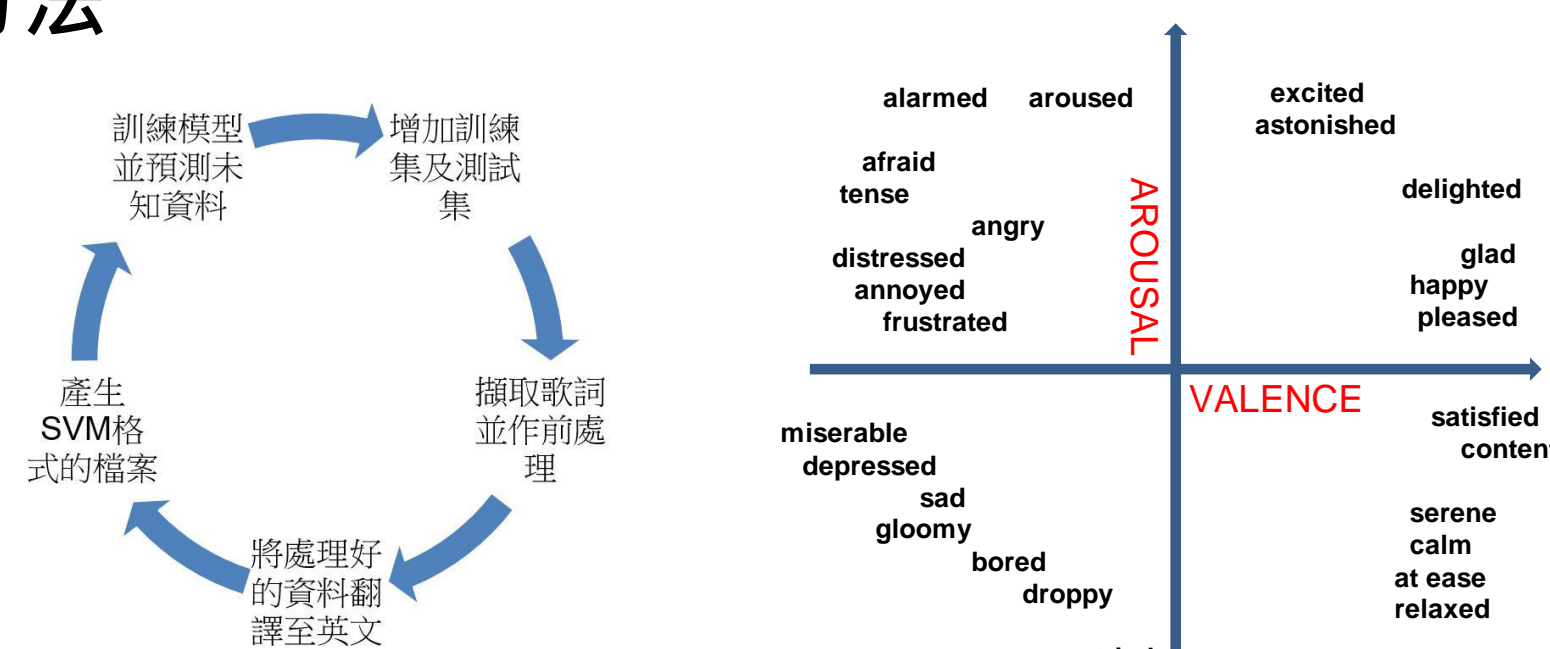 方法
訓練模型
並預測未
知資料
增加訓練
集及測試
集
擷取歌詞
並作前處
理
將處理好
的資料翻
譯至英文
產生
SVM格
式的檔案
alarmed aroused
afraid
tense
angry
distressed
annoyed
frustrated
AROUSAL
excited
astonished
delighted
glad
happy
pleased
VALENCE
miserable
depressed
sad
gloomy
bored
droppy
satisfied
content
serene
calm
at ease
relaxed